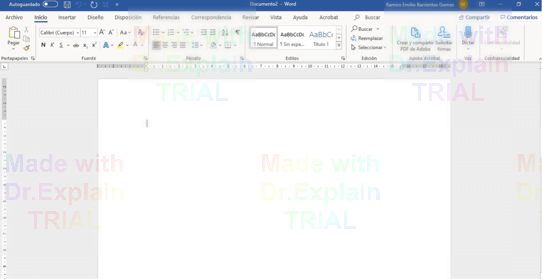 Autoguardado Documento2 - Word Ramiro Emilio Barrientos Gomez
Archivo Inicio Insertar Diseño Disposición Referencias Correspondencia Revisar Vista Ayuda Acrobat Buscar Compartir Comentarios
Calibri (Cuerpo) 11 Aa
Pegar
N K S ab x x
AaBbCcDc AaBbCcDc AaBbCc
1 Normal 1 Sin espa... Título 1
Buscar
Reemplazar
Seleccionar
Crear y compartir PDF de Adobe
Solicitar firmas
Dictar
Confidencialidad
Portapapeles Fuente Párrafo Estilos Edición Adobe Acrobat Voz Confidencialidad
Made with
Dr.Explain
TRIAL
Made with
Dr.Explain
TRIAL
Made with
Dr.Explain
TRIAL
Made with
Dr.Explain
TRIAL
M
Dr.